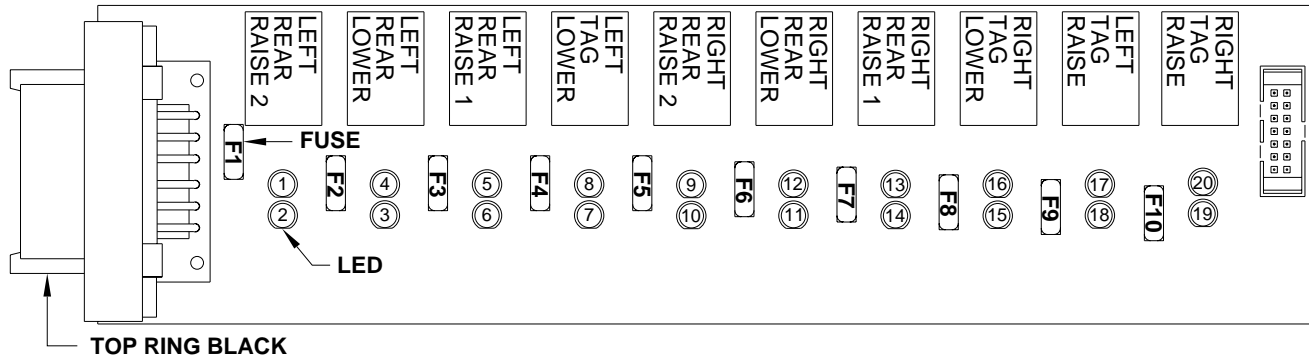 LEFT
REAR
RAISE 2
LEFT
REAR
LOWER
LEFT
REAR
RAISE 1
LEFT
TAG
LOWER
RIGHT
REAR
RAISE 2
RIGHT
REAR
LOWER
RIGHT
REAR
RAISE 1
RIGHT
TAG
LOWER
LEFT
TAG
RAISE
RIGHT
TAG
RAISE
F1
FUSE
F2
F3
F4
F5
F6
F7
F8
F9
F10
1
4
5
8
9
12
13
16
17
20
2
3
6
7
10
11
14
15
18
19
LED
TOP RING BLACK